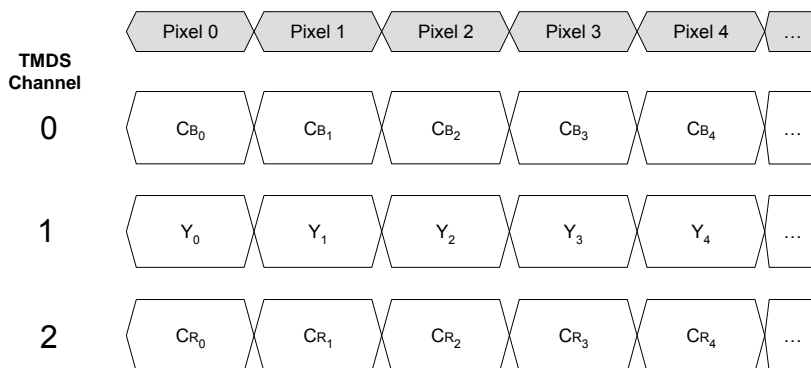 Pixel 0 Pixel 1 Pixel 2 Pixel 3 Pixel 4 ...
TMDS
Channel
0 CB0 CB1 CB2 CB3 CB4 ...
1 Y0 Y1 Y2 Y3 Y4 ...
2 CR0 CR1 CR2 CR3 CR4 ...